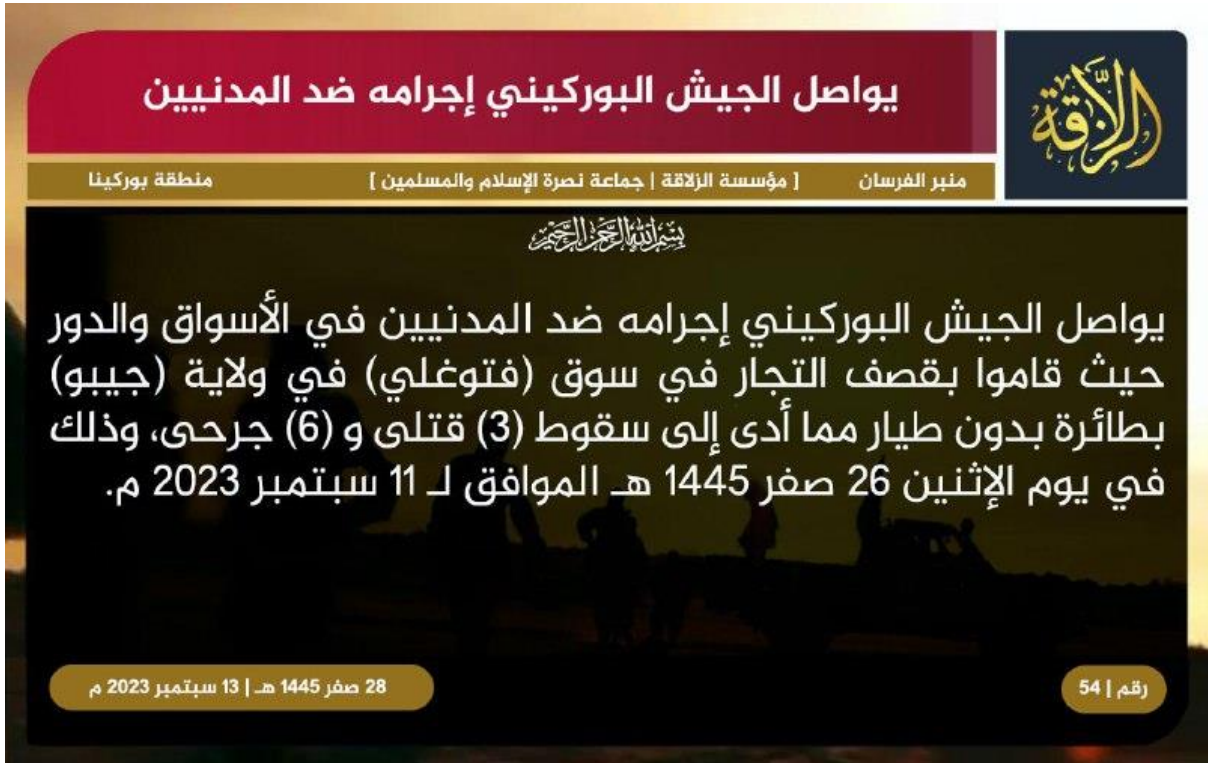 يواصل الجيش البوركيني إجرامه ضد المدنيين
الزلاقة
منبر الفرسان
[ مؤسسة الزلاقة | جماعة نصرة الإسلام والمسلمين ]
منطقة بوركينا
بسم الله الرحمن الرحيم
يواصل الجيش البوركيني إجرامه ضد المدنيين في الأسواق والدور
حيث قاموا بقصف التجار في سوق (فتوغلي) في ولاية (جيبو)
بطائرة بدون طيار مما أدى إلى سقوط (3) قتلى و (6) جرحى، وذلك
في يوم الإثنين 26 صفر 1445 هـ الموافق لـ 11 سبتمبر 2023 م.
رقم | 54
28 صفر 1445 هـ | 13 سبتمبر 2023 م